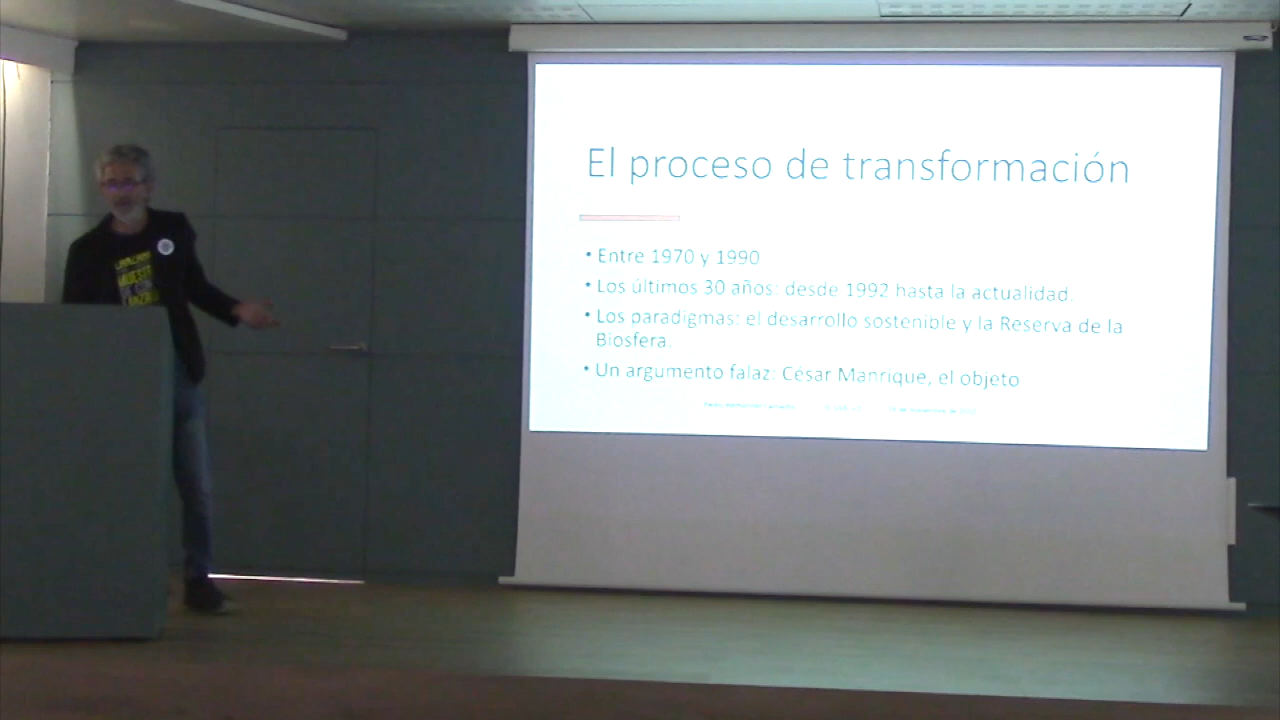 El proceso de transformación
• Entre 1970 y 1990
• Los últimos 30 años: desde 1992 hasta la actualidad.
• Los paradigmas: el desarrollo sostenible y la Reserva de la
Biosfera.
• Un argumento falaz: César Manrique, el objeto